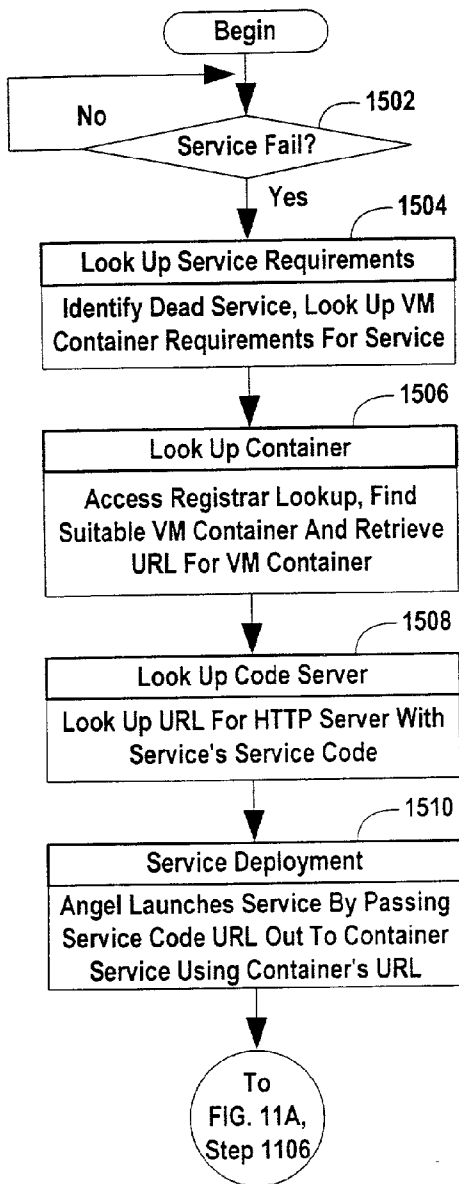 Begin
No
1502
Service Fail?
Yes
1504
Look Up Service Requirements
Identify Dead Service, Look Up VM
Container Requirements For Service
1506
Look Up Container
Access Registrar Lookup, Find
Suitable VM Container And Retrieve
URL For VM Container
1508
Look Up Code Server
Look Up URL For HTTP Server With
Service's Service Code
1510
Service Deployment
Angel Launches Service By Passing
Service Code URL Out To Container
Service Using Container's URL
To
FIG. 11A,
Step 1106